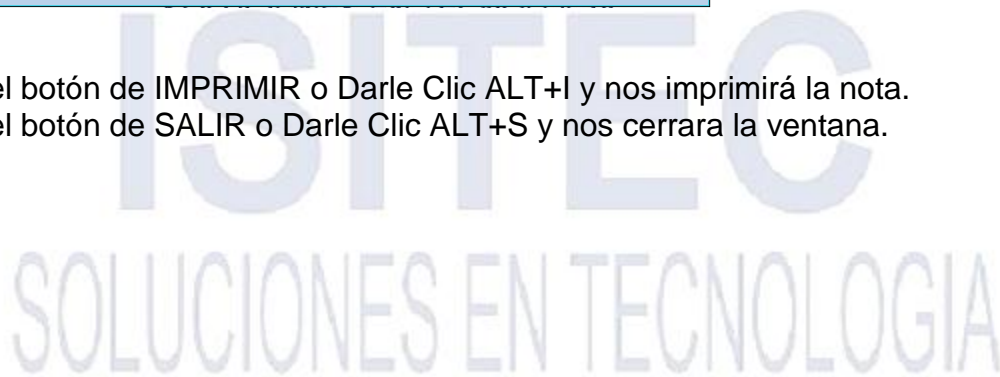 el botón de IMPRIMIR o Darle Clic ALT+I y nos imprimirá la nota.
el botón de SALIR o Darle Clic ALT+S y nos cerrara la ventana.
ISITEC
SOLUCIONES EN TECNOLOGIA